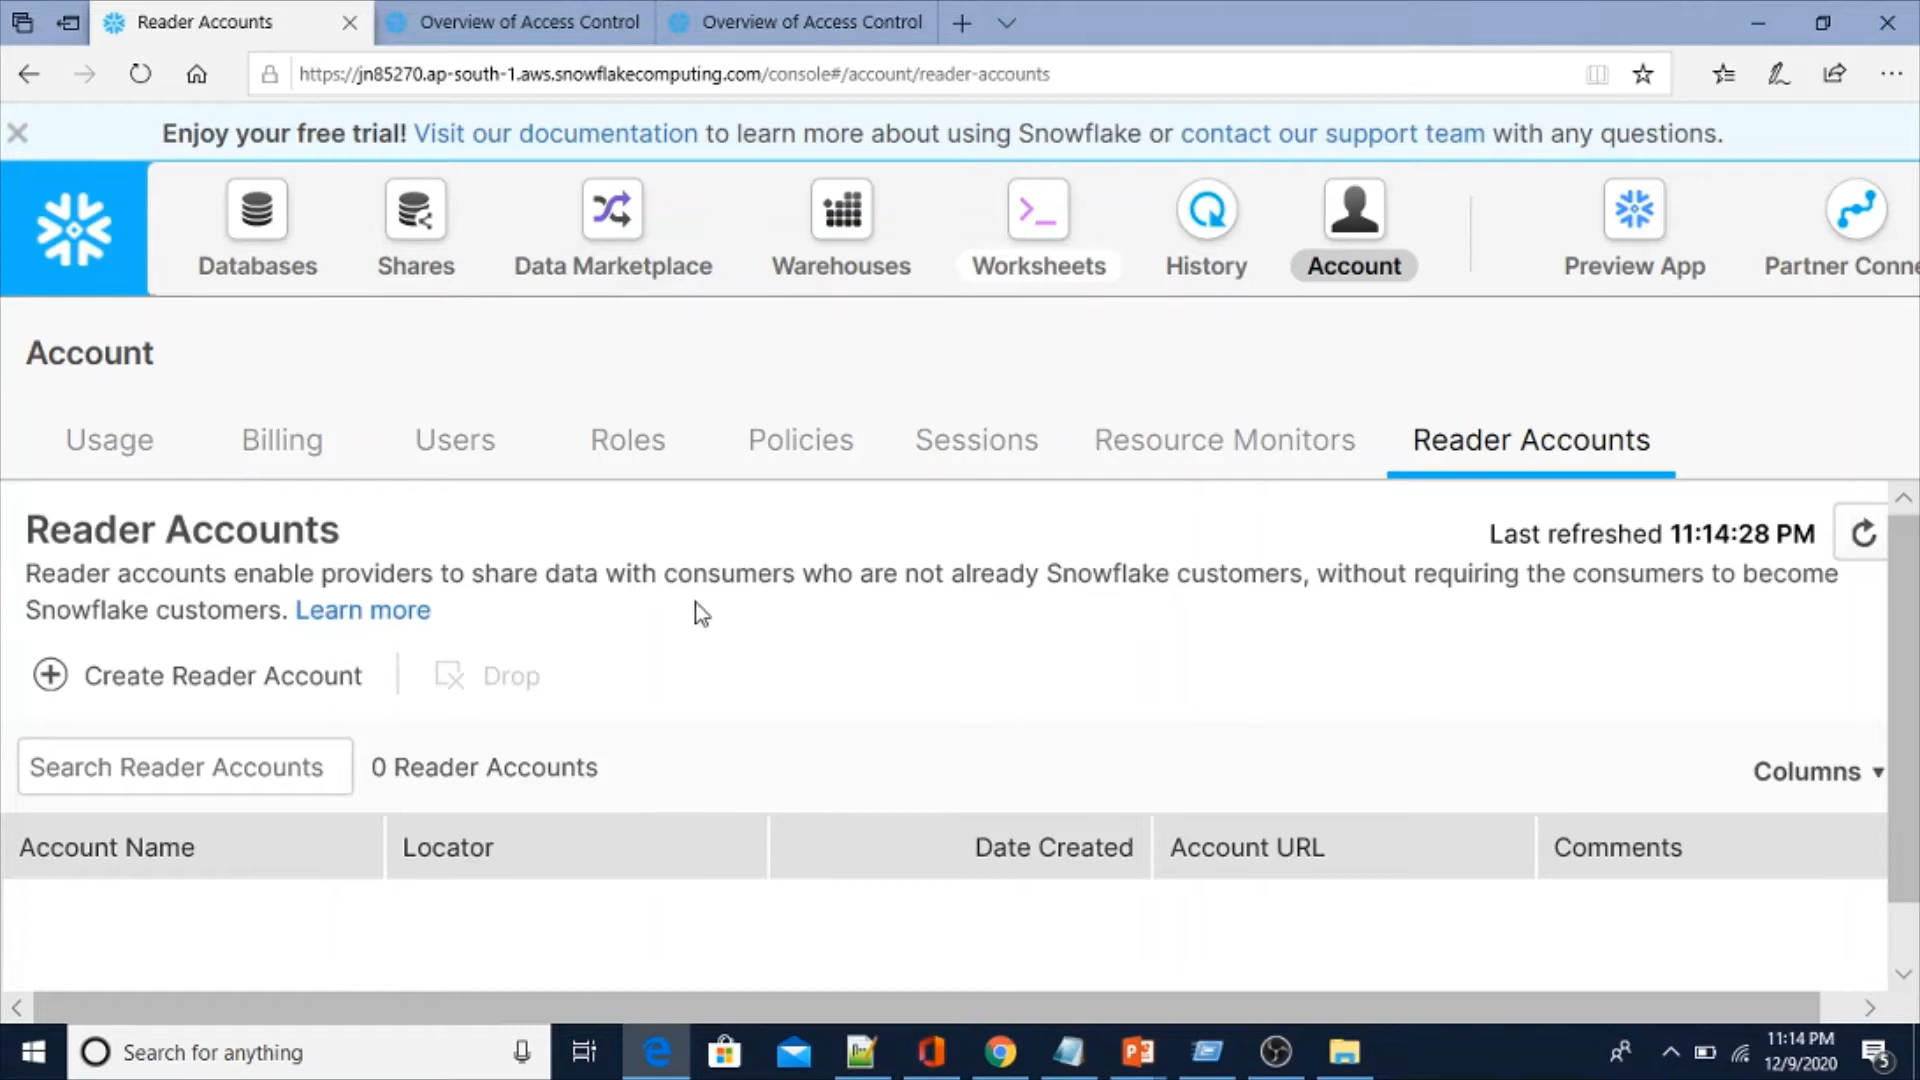 Reader Accounts
Overview of Access Control
Overview of Access Control
https://jn85270.ap-south-1.aws.snowflakecomputing.com/console#/account/reader-accounts
Enjoy your free trial! Visit our documentation to learn more about using Snowflake or contact our support team with any questions.
Databases
Shares
Data Marketplace
Warehouses
Worksheets
History
Account
Preview App
Partner Conne
Account
Usage
Billing
Users
Roles
Policies
Sessions
Resource Monitors
Reader Accounts
Reader Accounts
Last refreshed 11:14:28 PM
Reader accounts enable providers to share data with consumers who are not already Snowflake customers, without requiring the consumers to become
Snowflake customers. Learn more
Create Reader Account
Drop
Search Reader Accounts
0 Reader Accounts
Columns
Account Name
Locator
Date Created
Account URL
Comments
Search for anything
11:14 PM
12/9/2020
5